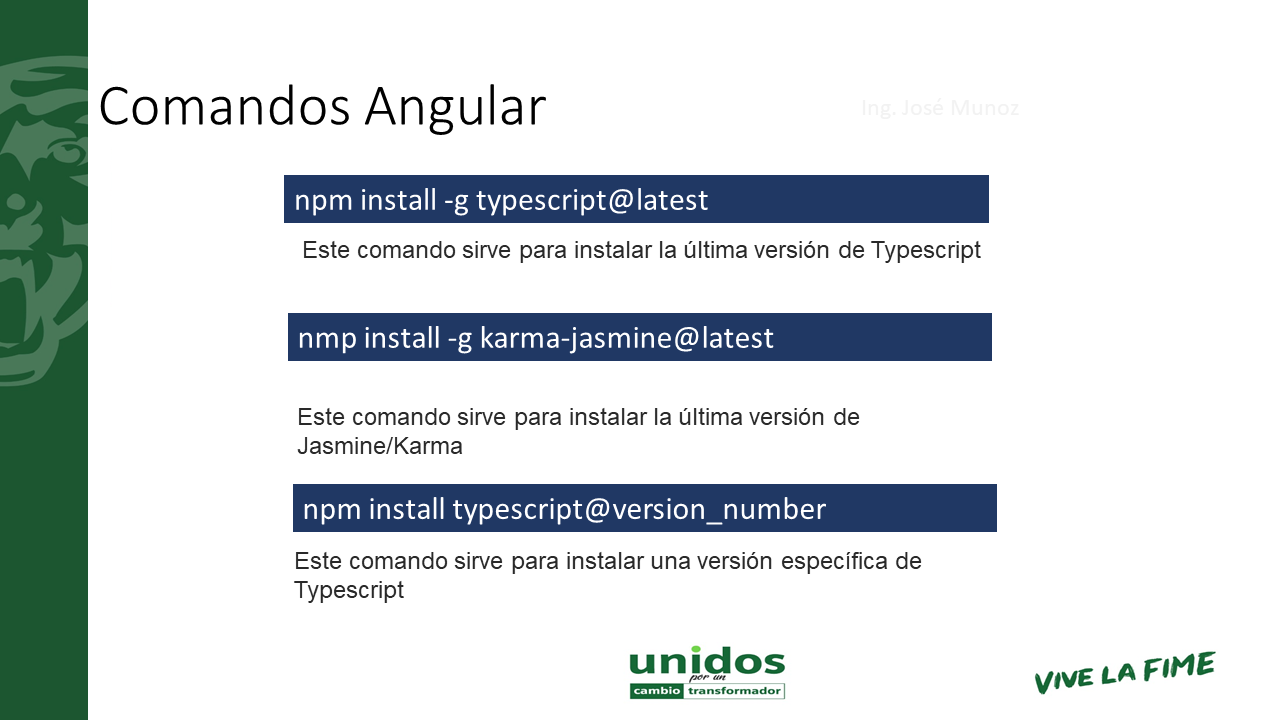 Comandos Angular
Ing. José Munoz
npm install -g typescript@latest
Este comando sirve para instalar la última versión de Typescript
nmp install -g karma-jasmine@latest
Este comando sirve para instalar la última versión de
Jasmine/Karma
npm install typescript@version_number
Este comando sirve para instalar una versión específica de
Typescript
unidos
por un
cambio transformador
VIVE LA FIME